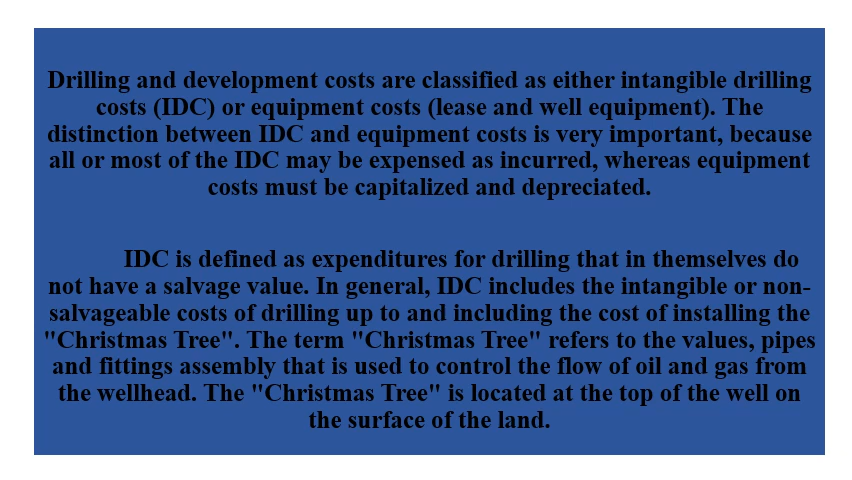 Drilling and development costs are classified as either intangible drilling
costs (IDC) or equipment costs (lease and well equipment). The
distinction between IDC and equipment costs is very important, because
all or most of the IDC may be expensed as incurred, whereas equipment
costs must be capitalized and depreciated.
IDC is defined as expenditures for drilling that in themselves do
not have a salvage value. In general, IDC includes the intangible or non-
salvageable costs of drilling up to and including the cost of installing the
"Christmas Tree". The term "Christmas Tree" refers to the values, pipes
and fittings assembly that is used to control the flow of oil and gas from
the wellhead. The "Christmas Tree" is located at the top of the well on
the surface of the land.